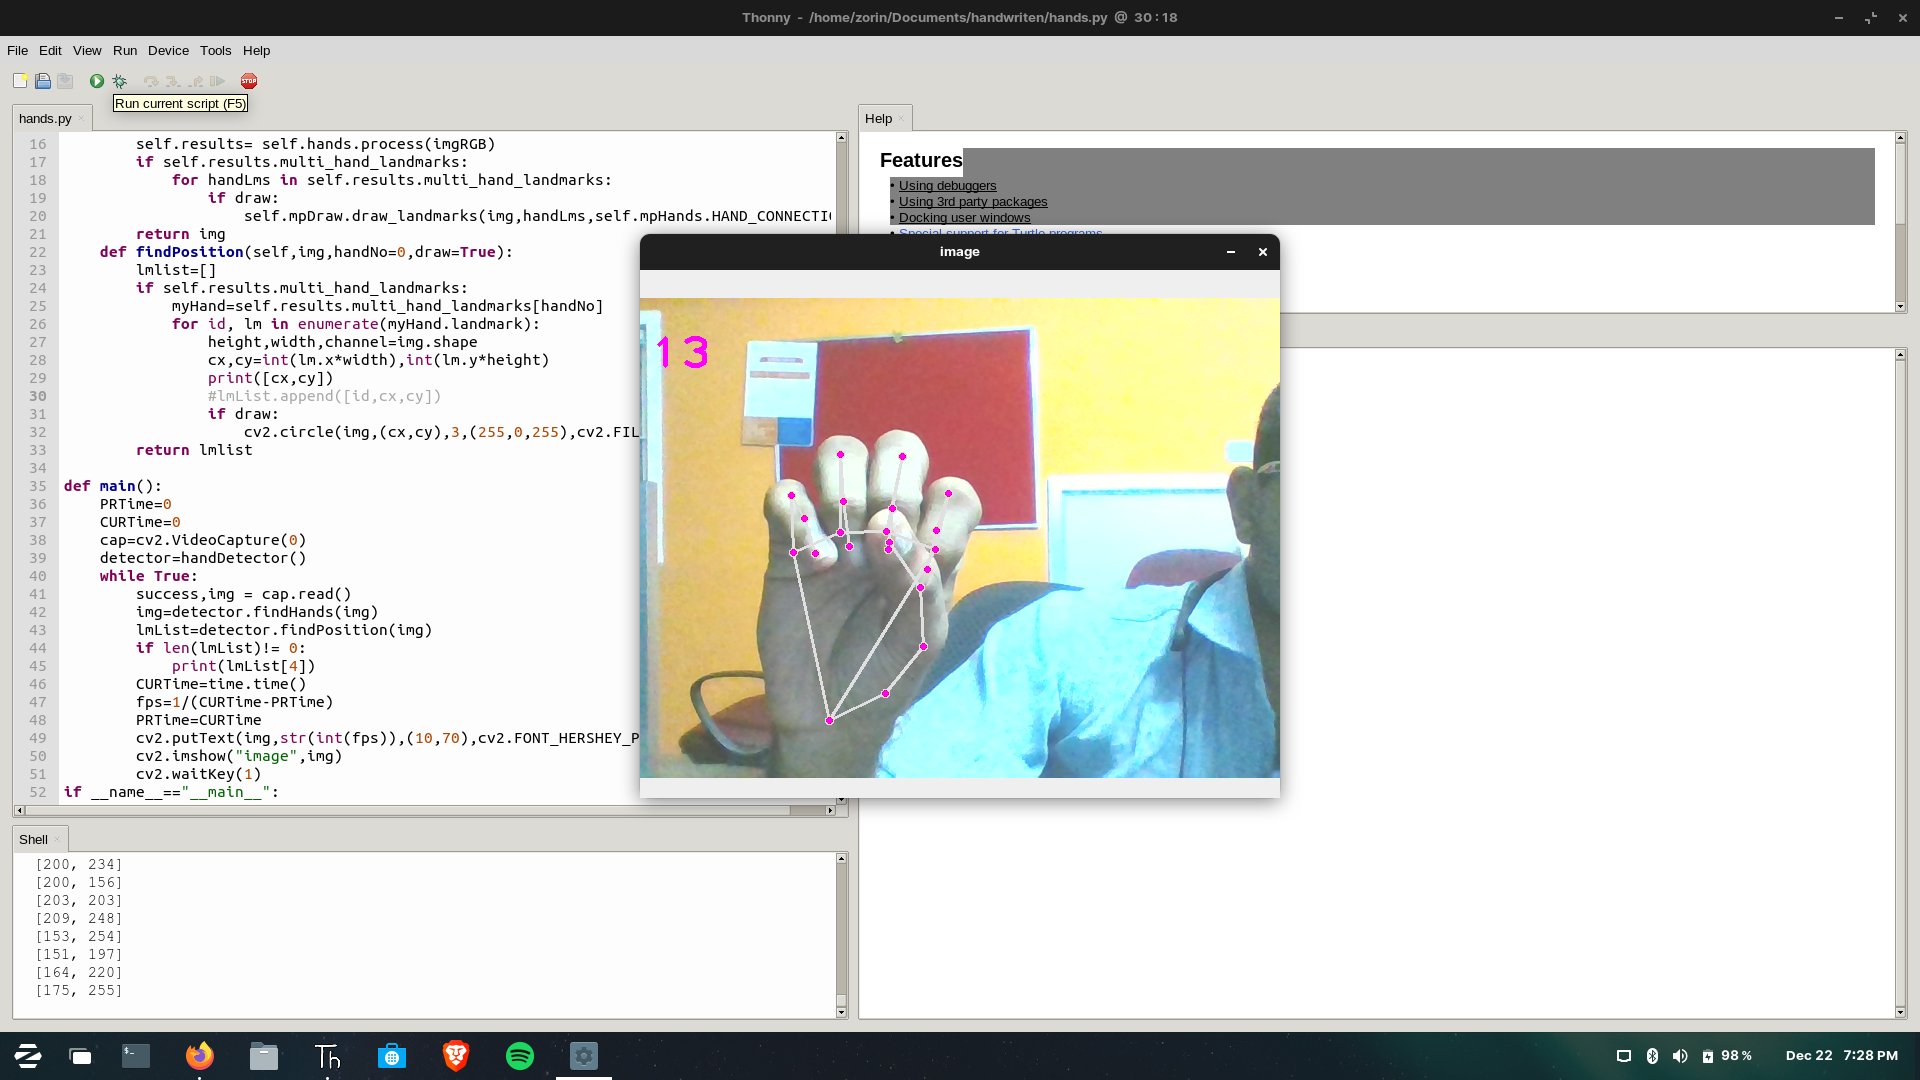 Thonny - /home/zorin/Documents/handwriten/hands.py @ 30 : 18
File Edit View Run Device Tools Help
STOP
Run current script (F5)
hands.py
16 self.results= self.hands.process(imgRGB)
17 if self.results.multi_hand_landmarks:
18 for handLms in self.results.multi_hand_landmarks:
19 if draw:
20 self.mpDraw.draw_landmarks(img,handLms,self.mpHands.HAND_CONNECTI
21 return img
22 def findPosition(self,img,handNo=0,draw=True):
23 lmlist=[]
24 if self.results.multi_hand_landmarks:
25 myHand=self.results.multi_hand_landmarks[handNo]
26 for id, lm in enumerate(myHand.landmark):
27 height,width,channel=img.shape
28 cx,cy=int(lm.x*width),int(lm.y*height)
29 print([cx,cy])
30 #lmList.append([id,cx,cy])
31 if draw:
32 cv2.circle(img,(cx,cy),3,(255,0,255),cv2.FIL
33 return lmlist
34
35 def main():
36 PRTime=0
37 CURTime=0
38 cap=cv2.VideoCapture(0)
39 detector=handDetector()
40 while True:
41 success,img = cap.read()
42 img=detector.findHands(img)
43 lmList=detector.findPosition(img)
44 if len(lmList)!= 0:
45 print(lmList[4])
46 CURTime=time.time()
47 fps=1/(CURTime-PRTime)
48 PRTime=CURTime
49 cv2.putText(img,str(int(fps)),(10,70),cv2.FONT_HERSHEY_P
50 cv2.imshow("image",img)
51 cv2.waitKey(1)
52 if __name__=="__main__":
Shell
[200, 234]
[200, 156]
[203, 203]
[209, 248]
[153, 254]
[151, 197]
[164, 220]
[175, 255]
Help
Features
• Using debuggers
• Using 3rd party packages
• Docking user windows
• Special support for Turtle programs
image
13
Th
98 %
Dec 22 7:28 PM